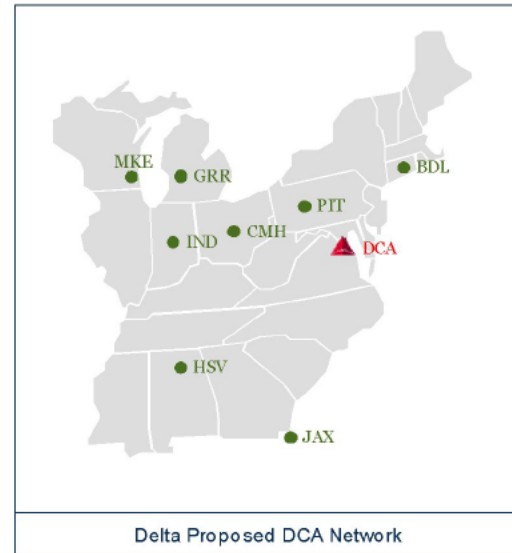 MKE
GRR
BDL
PIT
CMH
IND
DCA
HSV
JAX
Delta Proposed DCA Network